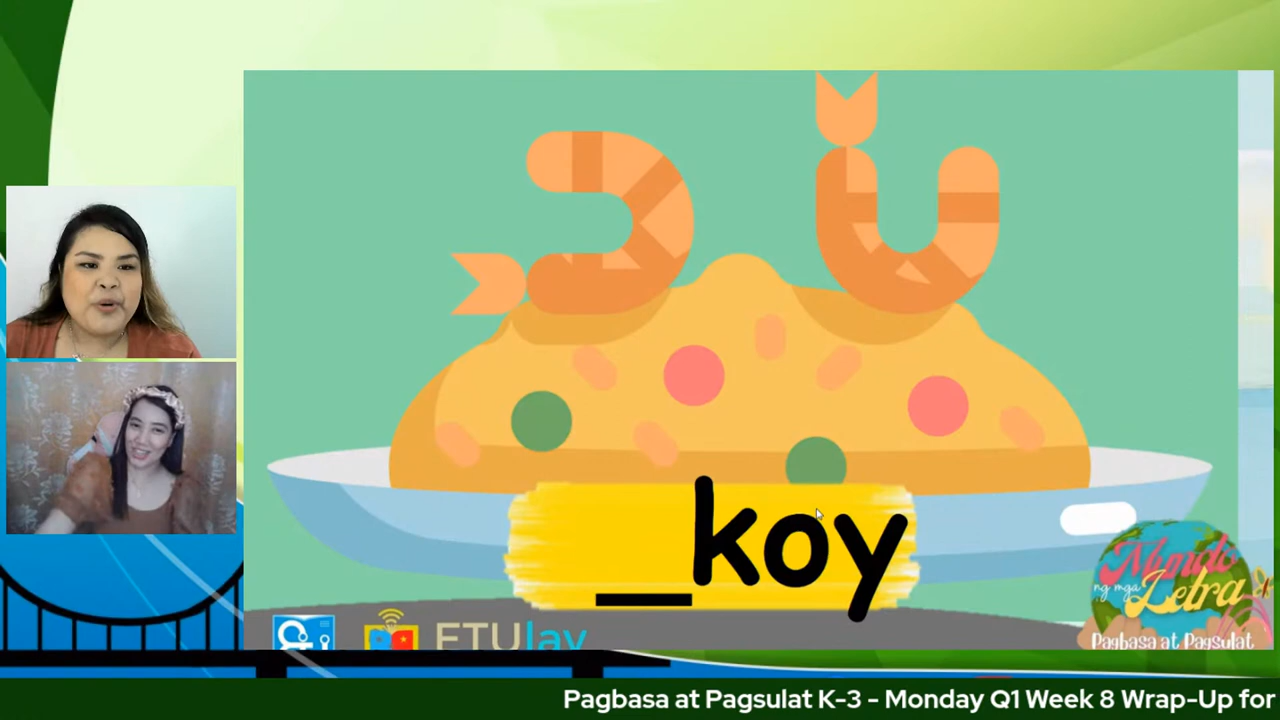 _koy
ETUlay
Mundo
ng mga
Letra
Pagbasa at Pagsulat
Pagbasa at Pagsulat K-3 - Monday Q1 Week 8 Wrap-Up for